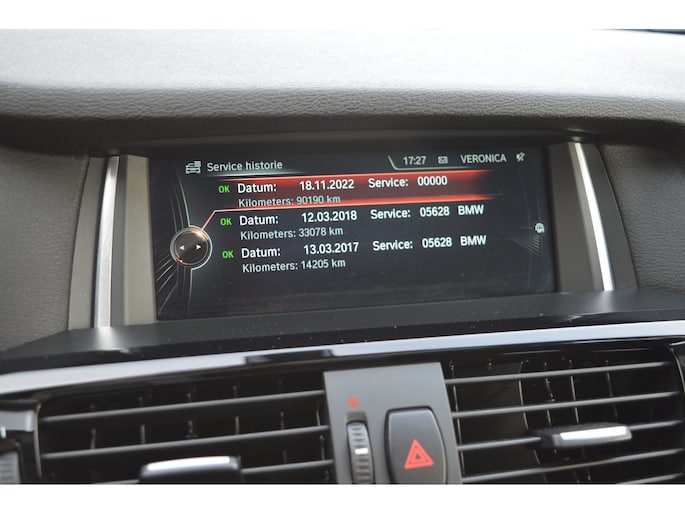 Service historie 17:27 VERONICA
OK Datum: 18.11.2022 Service: 00000
Kilometers: 90190 km
OK Datum: 12.03.2018 Service: 05628 BMW
Kilometers: 33078 km
OK Datum: 13.03.2017 Service: 05628 BMW
Kilometers: 14205 km